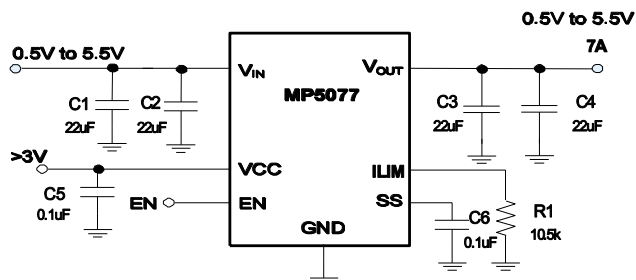 0.5V to 5.5V
7A
0.5V to 5.5V
VIN
VOUT
MP5077
C1
22uF
C2
22uF
C3
22uF
C4
22uF
>3V
VCC
ILIM
C5
0.1uF
EN
EN
SS
C6
0.1uF
R1
10.5k
GND